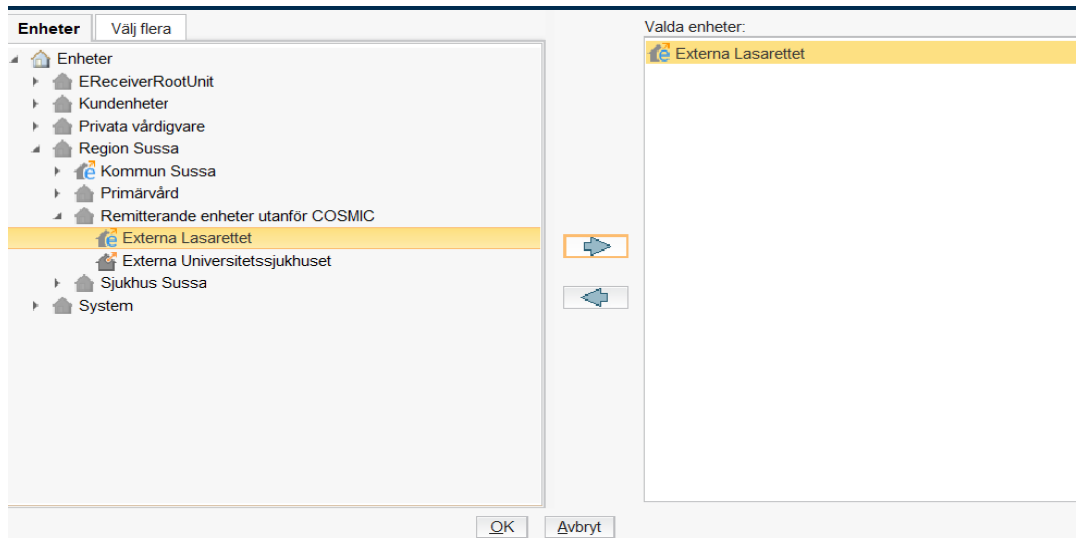 Enheter Välj flera
Enheter
EReceiverRootUnit
Kundenheter
Privata vårdigvare
Region Sussa
Kommun Sussa
Primärvård
Remitterande enheter utanför COSMIC
Externa Lasarettet
Externa Universitetssjukhuset
Sjukhus Sussa
System
Valda enheter:
Externa Lasarettet
OK Avbryt